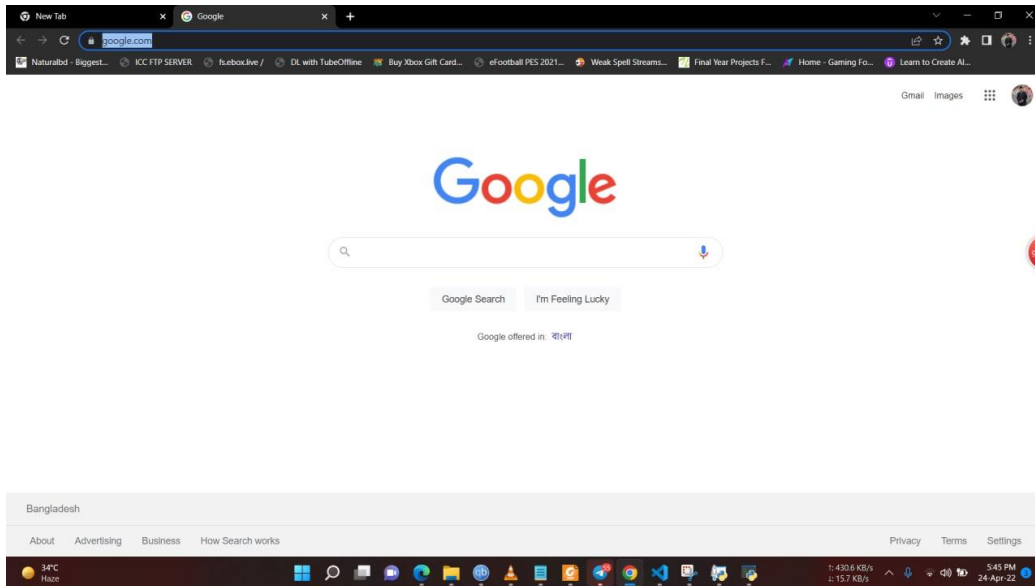 New Tab
Google
google.com
Naturalbd - Biggest...
ICC FTP SERVER
fs.ebox.live /
DL with TubeOffline
Buy Xbox Gift Card...
eFootball PES 2021...
Weak Spell Streams...
Final Year Projects F...
Home - Gaming Fo...
Learn to Create AI...
Gmail Images
Google
Google Search
I'm Feeling Lucky
Google offered in: বাংলা
Bangladesh
About Advertising Business How Search works
Privacy Terms Settings
34°C
Haze
qb
↑: 430.6 KB/s
↓: 15.7 KB/s
5:45 PM
24-Apr-22